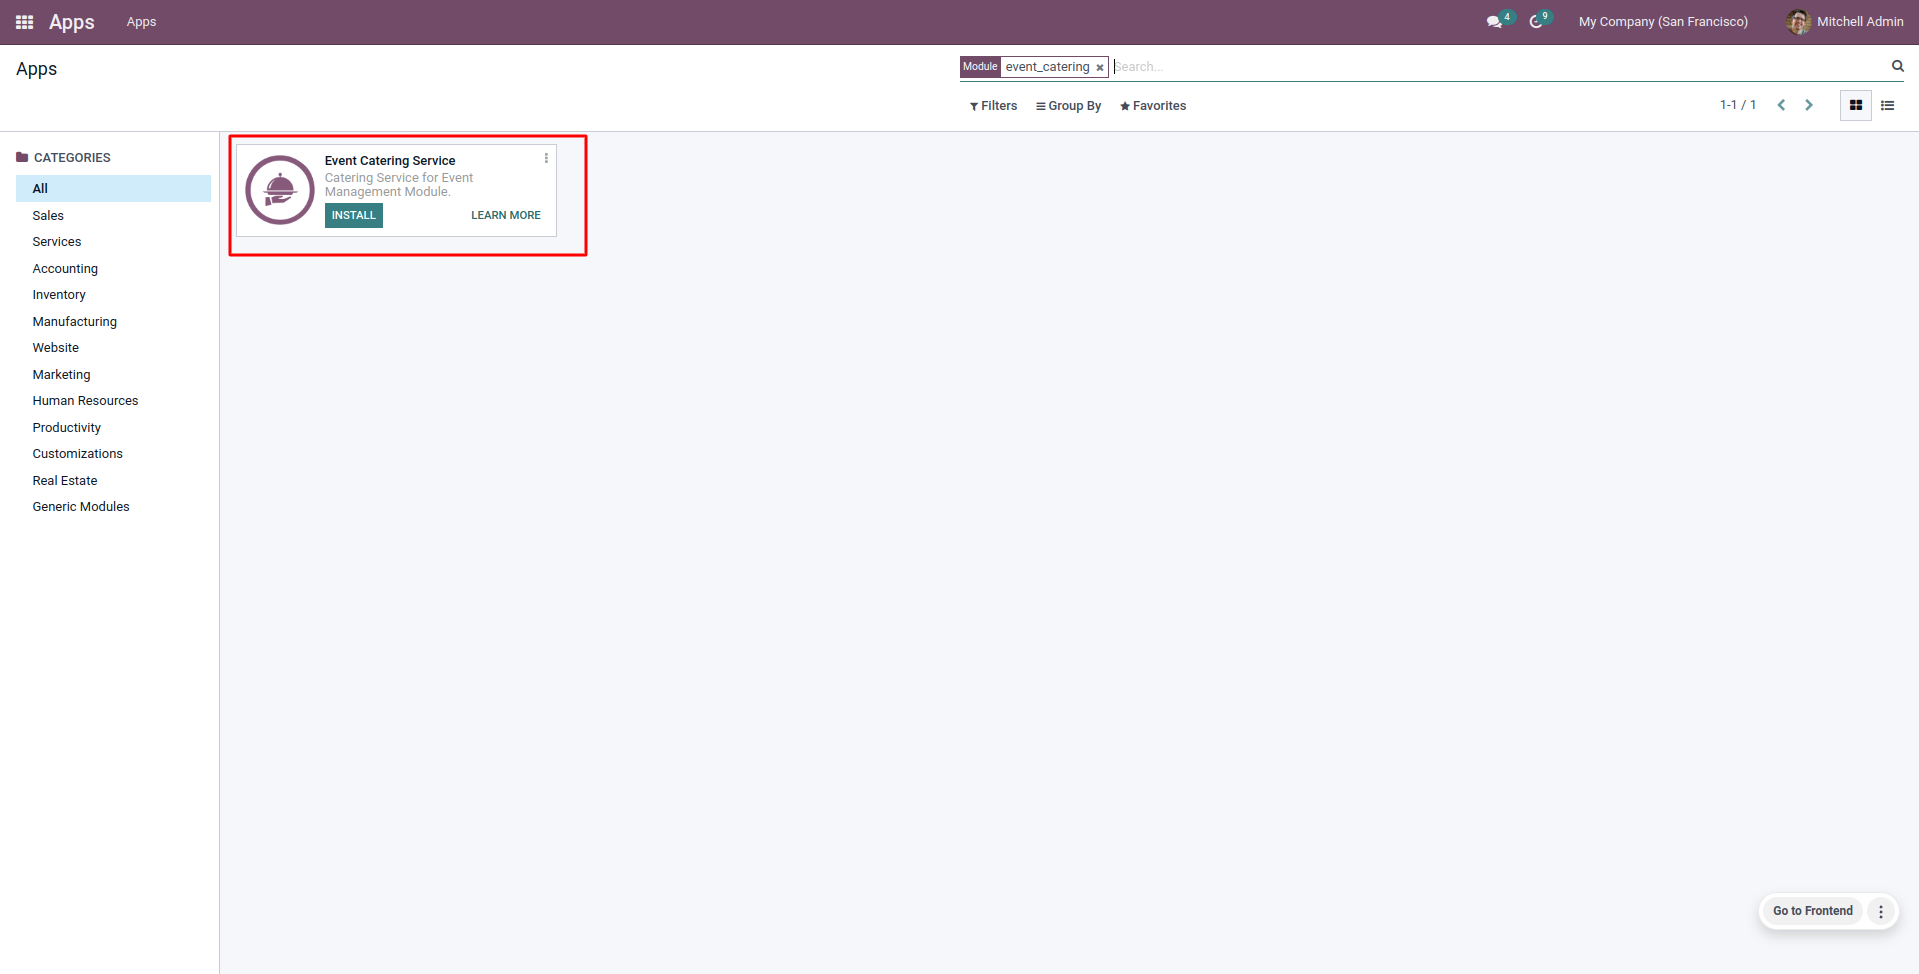 Apps Apps 4 9 My Company (San Francisco) Mitchell Admin
Apps
Module event_catering Search...
Filters Group By Favorites 1-1 / 1
CATEGORIES
All
Sales
Services
Accounting
Inventory
Manufacturing
Website
Marketing
Human Resources
Productivity
Customizations
Real Estate
Generic Modules
Event Catering Service
Catering Service for Event
Management Module.
INSTALL LEARN MORE
Go to Frontend